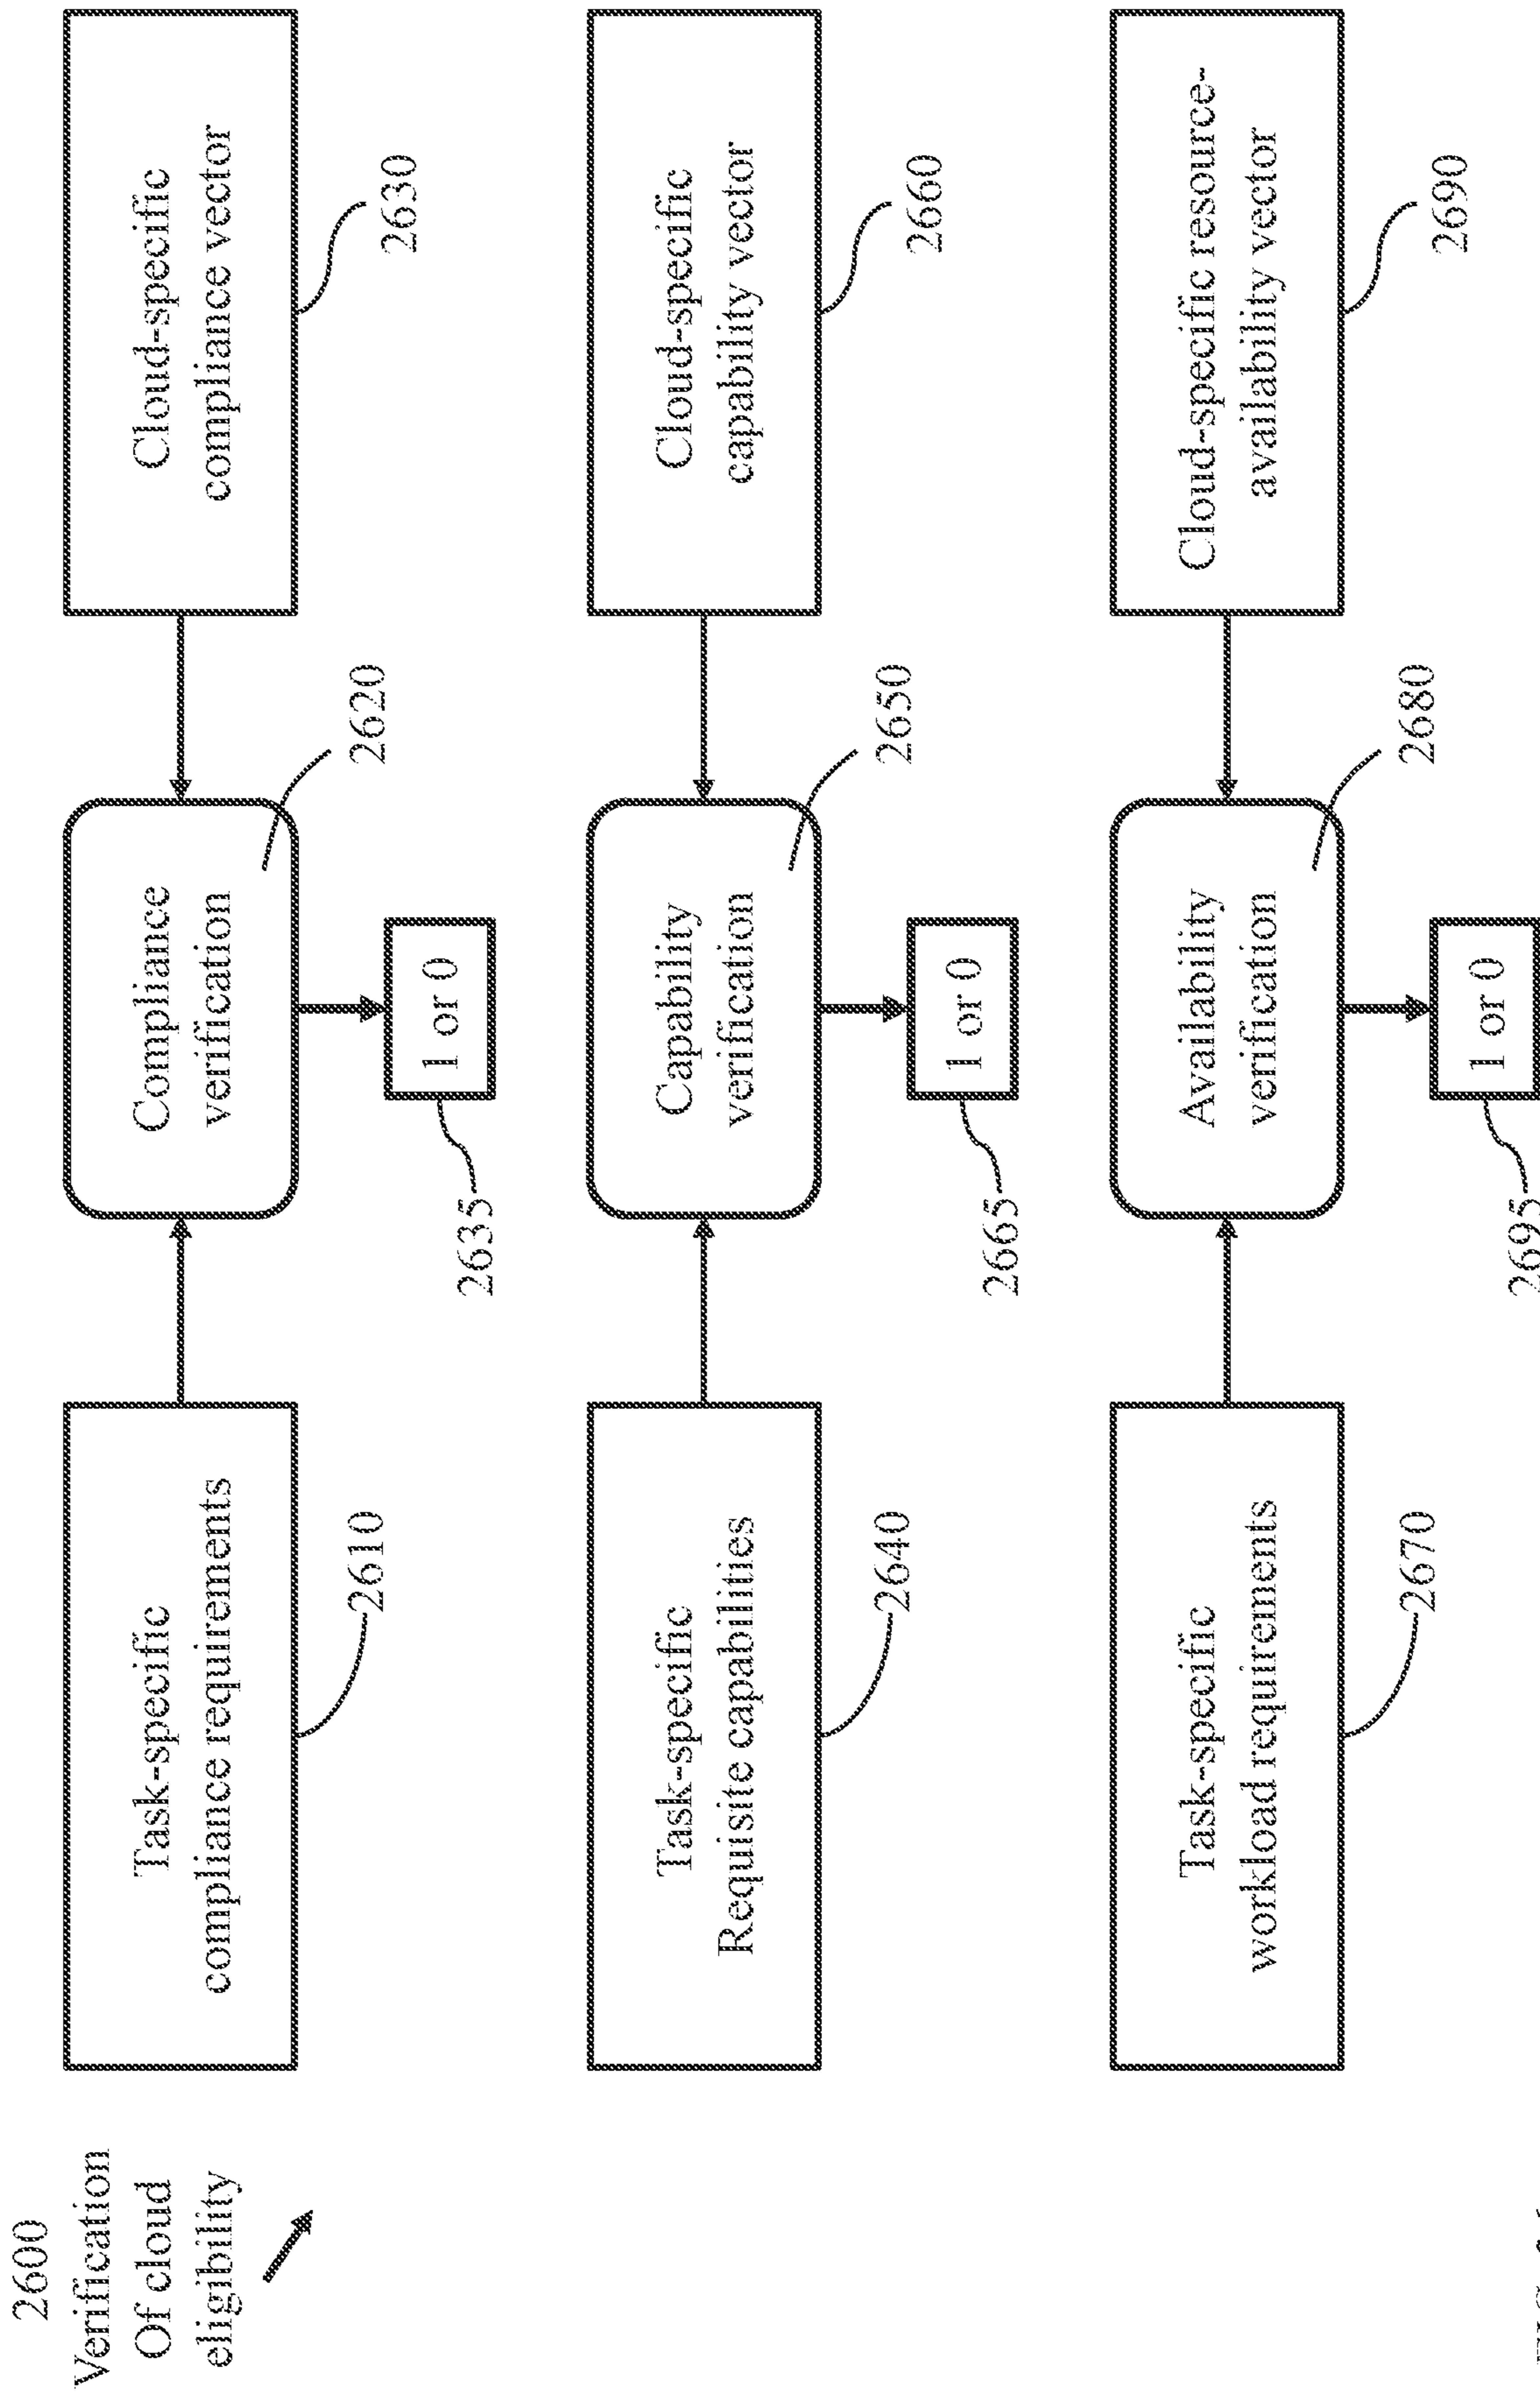 2600
Verification
Of cloud
eligibility
Task-specific
compliance requirements
2610
Compliance
verification
2620
Cloud-specific
compliance vector
2630
1 or 0
2635
Task-specific
Requisite capabilities
2640
Capability
verification
2650
Cloud-specific
capability vector
2660
1 or 0
2665
Task-specific
workload requirements
2670
Availability
verification
2680
Cloud-specific resource-
availability vector
2690
1 or 0
2695